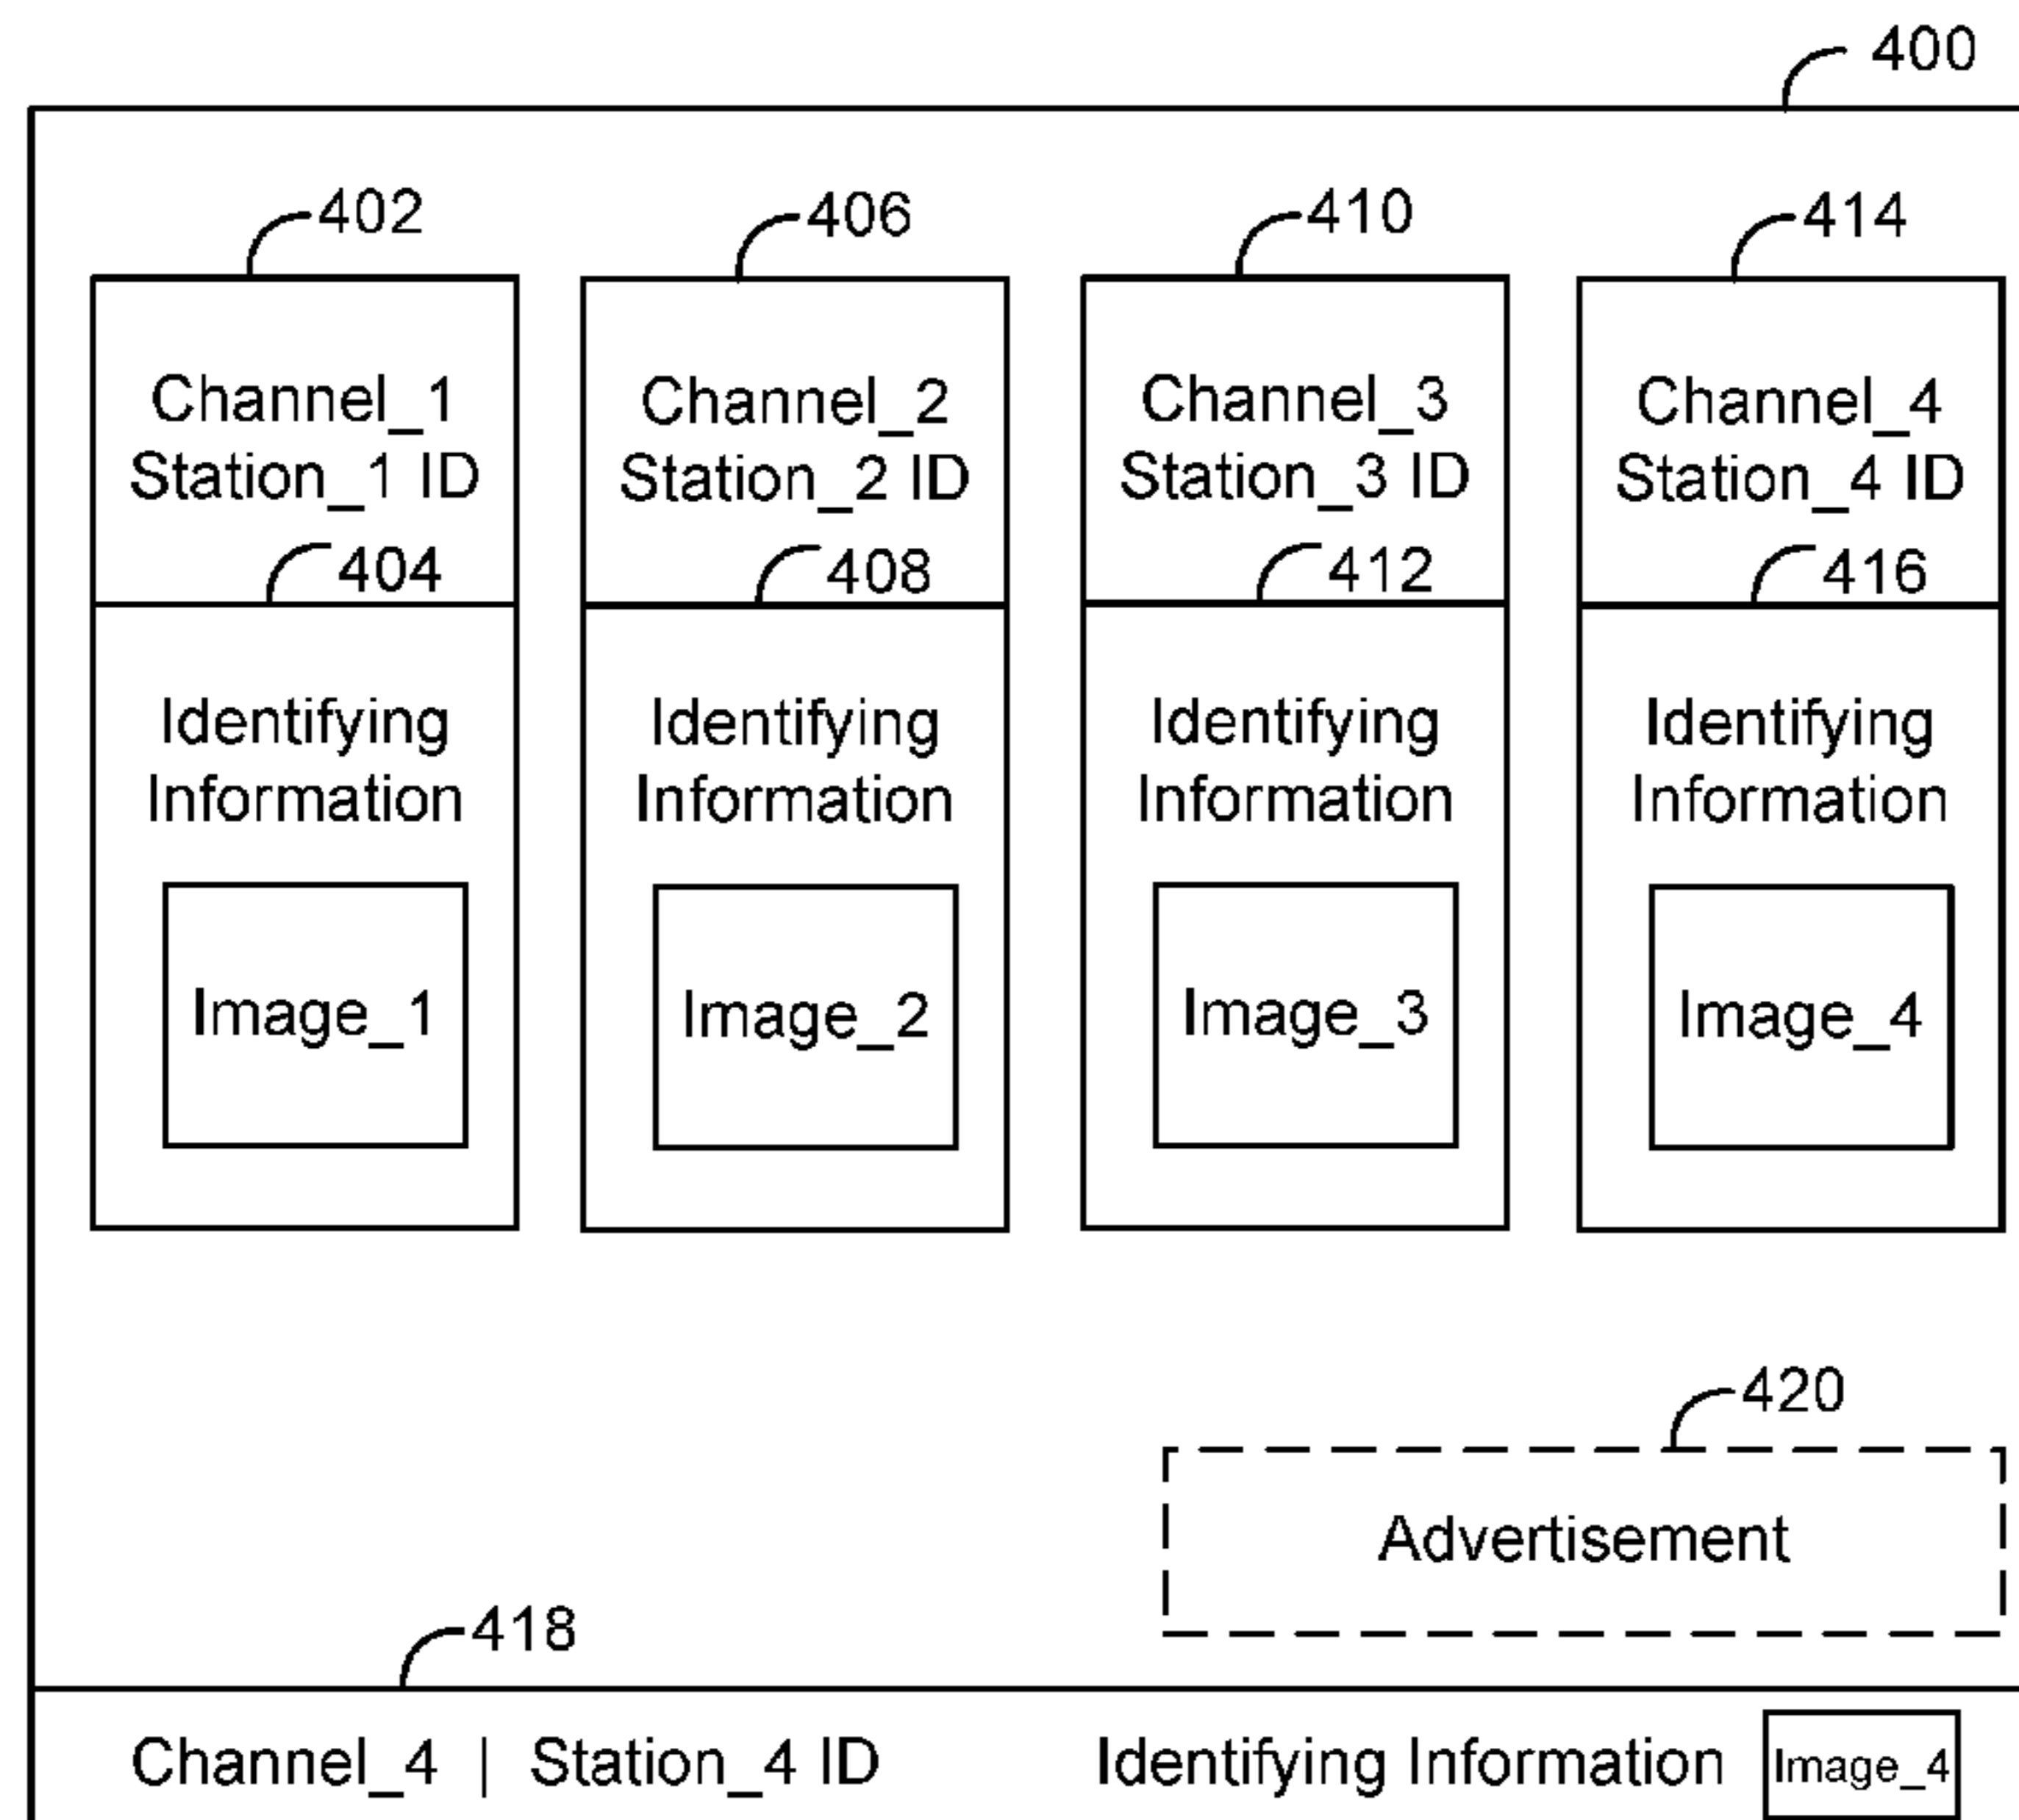 400
402
406
410
414
Channel_1
Station_1 ID
Channel_2
Station_2 ID
Channel_3
Station_3 ID
Channel_4
Station_4 ID
404
408
412
416
Identifying
Information
Identifying
Information
Identifying
Information
Identifying
Information
Image_1
Image_2
Image_3
Image_4
420
Advertisement
418
Channel_4 | Station_4 ID Identifying Information Image_4